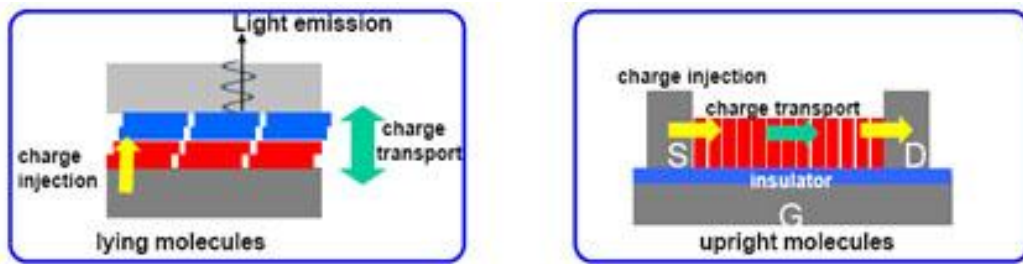 Light emission
charge
injection
charge
transport
lying molecules
charge injection
charge transport
S
D
insulator
G
upright molecules